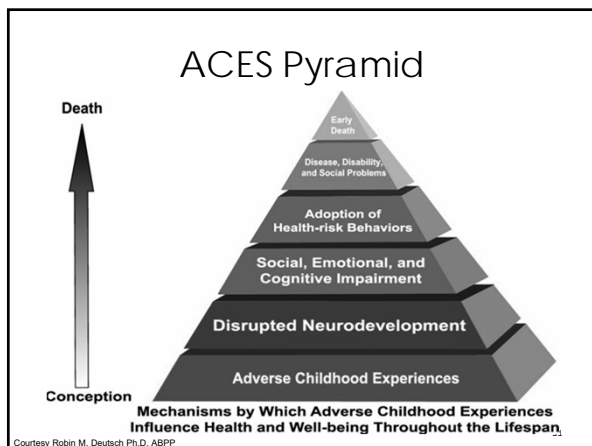 ACES Pyramid
Death
Early
Death
Disease, Disability,
and Social Problems
Adoption of
Health-risk Behaviors
Social, Emotional, and
Cognitive Impairment
Disrupted Neurodevelopment
Adverse Childhood Experiences
Conception
Mechanisms by Which Adverse Childhood Experiences
Influence Health and Well-being Throughout the Lifespan
Courtesy Robin M. Deutsch Ph.D. ABPP